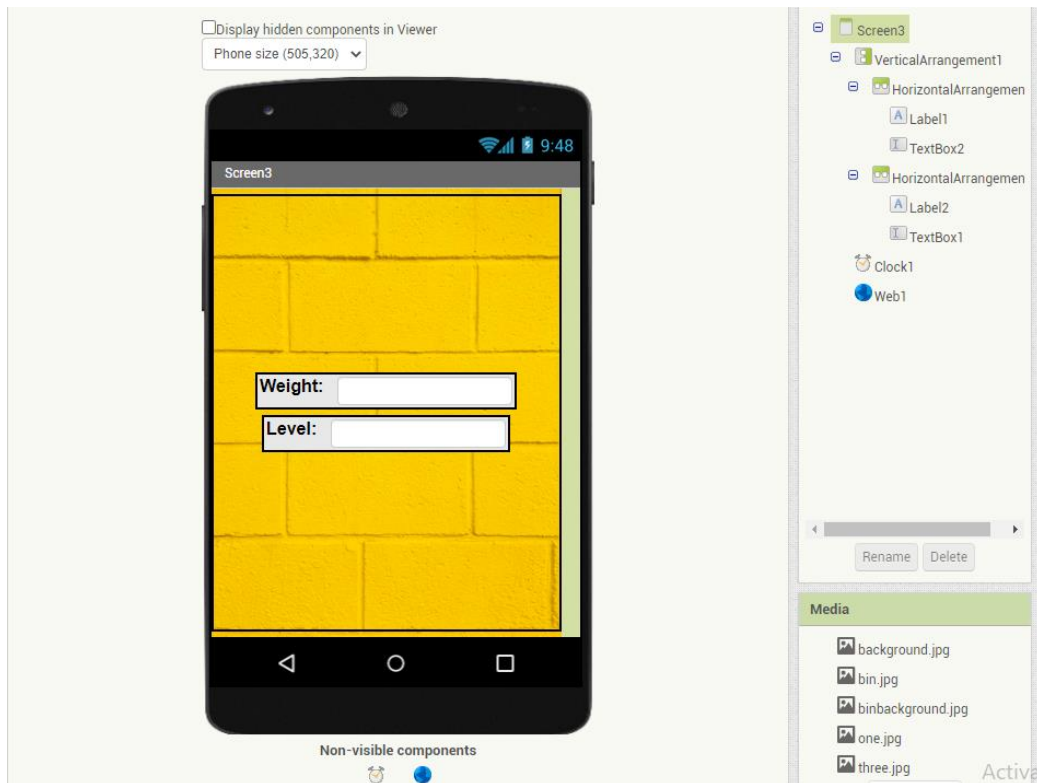 Display hidden components in Viewer
Phone size (505,320)
9:48
Screen3
Weight:
Level:
Non-visible components
Screen3
VerticalArrangement1
HorizontalArrangemen
Label1
TextBox2
HorizontalArrangemen
Label2
TextBox1
Clock1
Web1
Rename Delete
Media
background.jpg
bin.jpg
binbackground.jpg
one.jpg
three.jpg
Activa